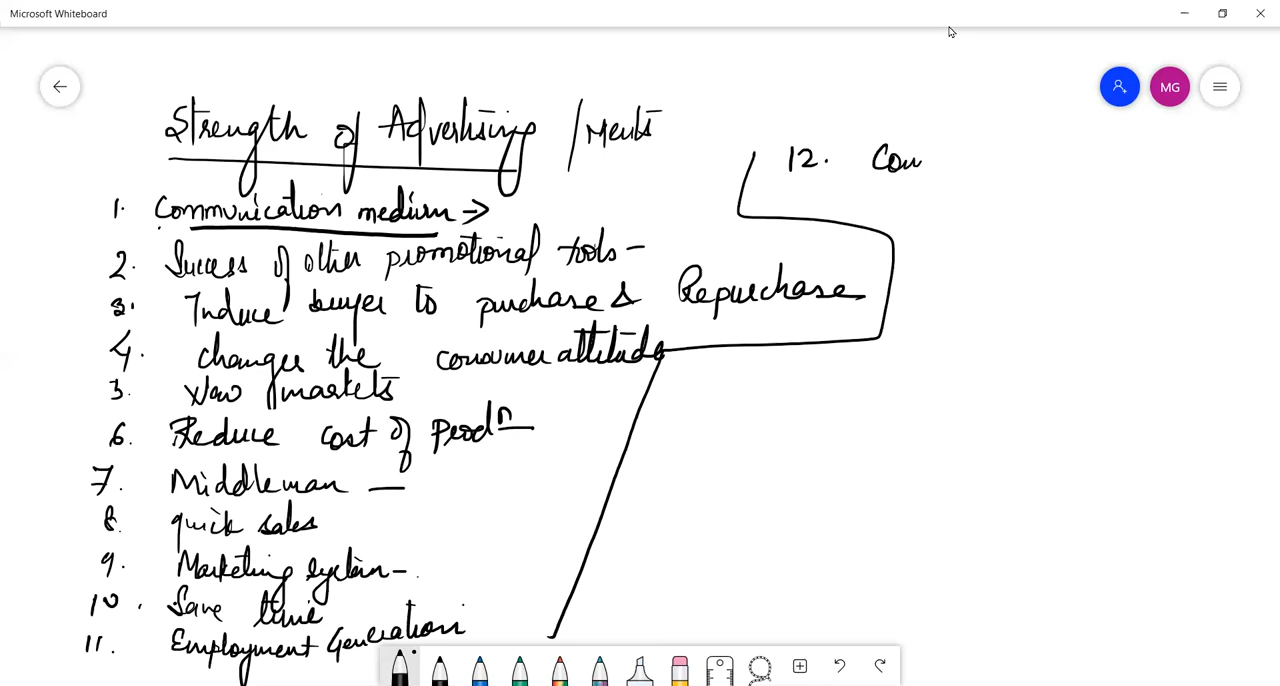 Microsoft Whiteboard
MG
Strength of Advertising /Merits
1. Communication medium →
2. Success of other promotional tools -
3. Induce buyer to purchase & Repurchase
4. changes the consumer attitude
5. New markets
6. Reduce cost of prodn
7. Middleman —
8. quick sales
9. Marketing system - .
10. Save time
11. Employment Generation
12. Con